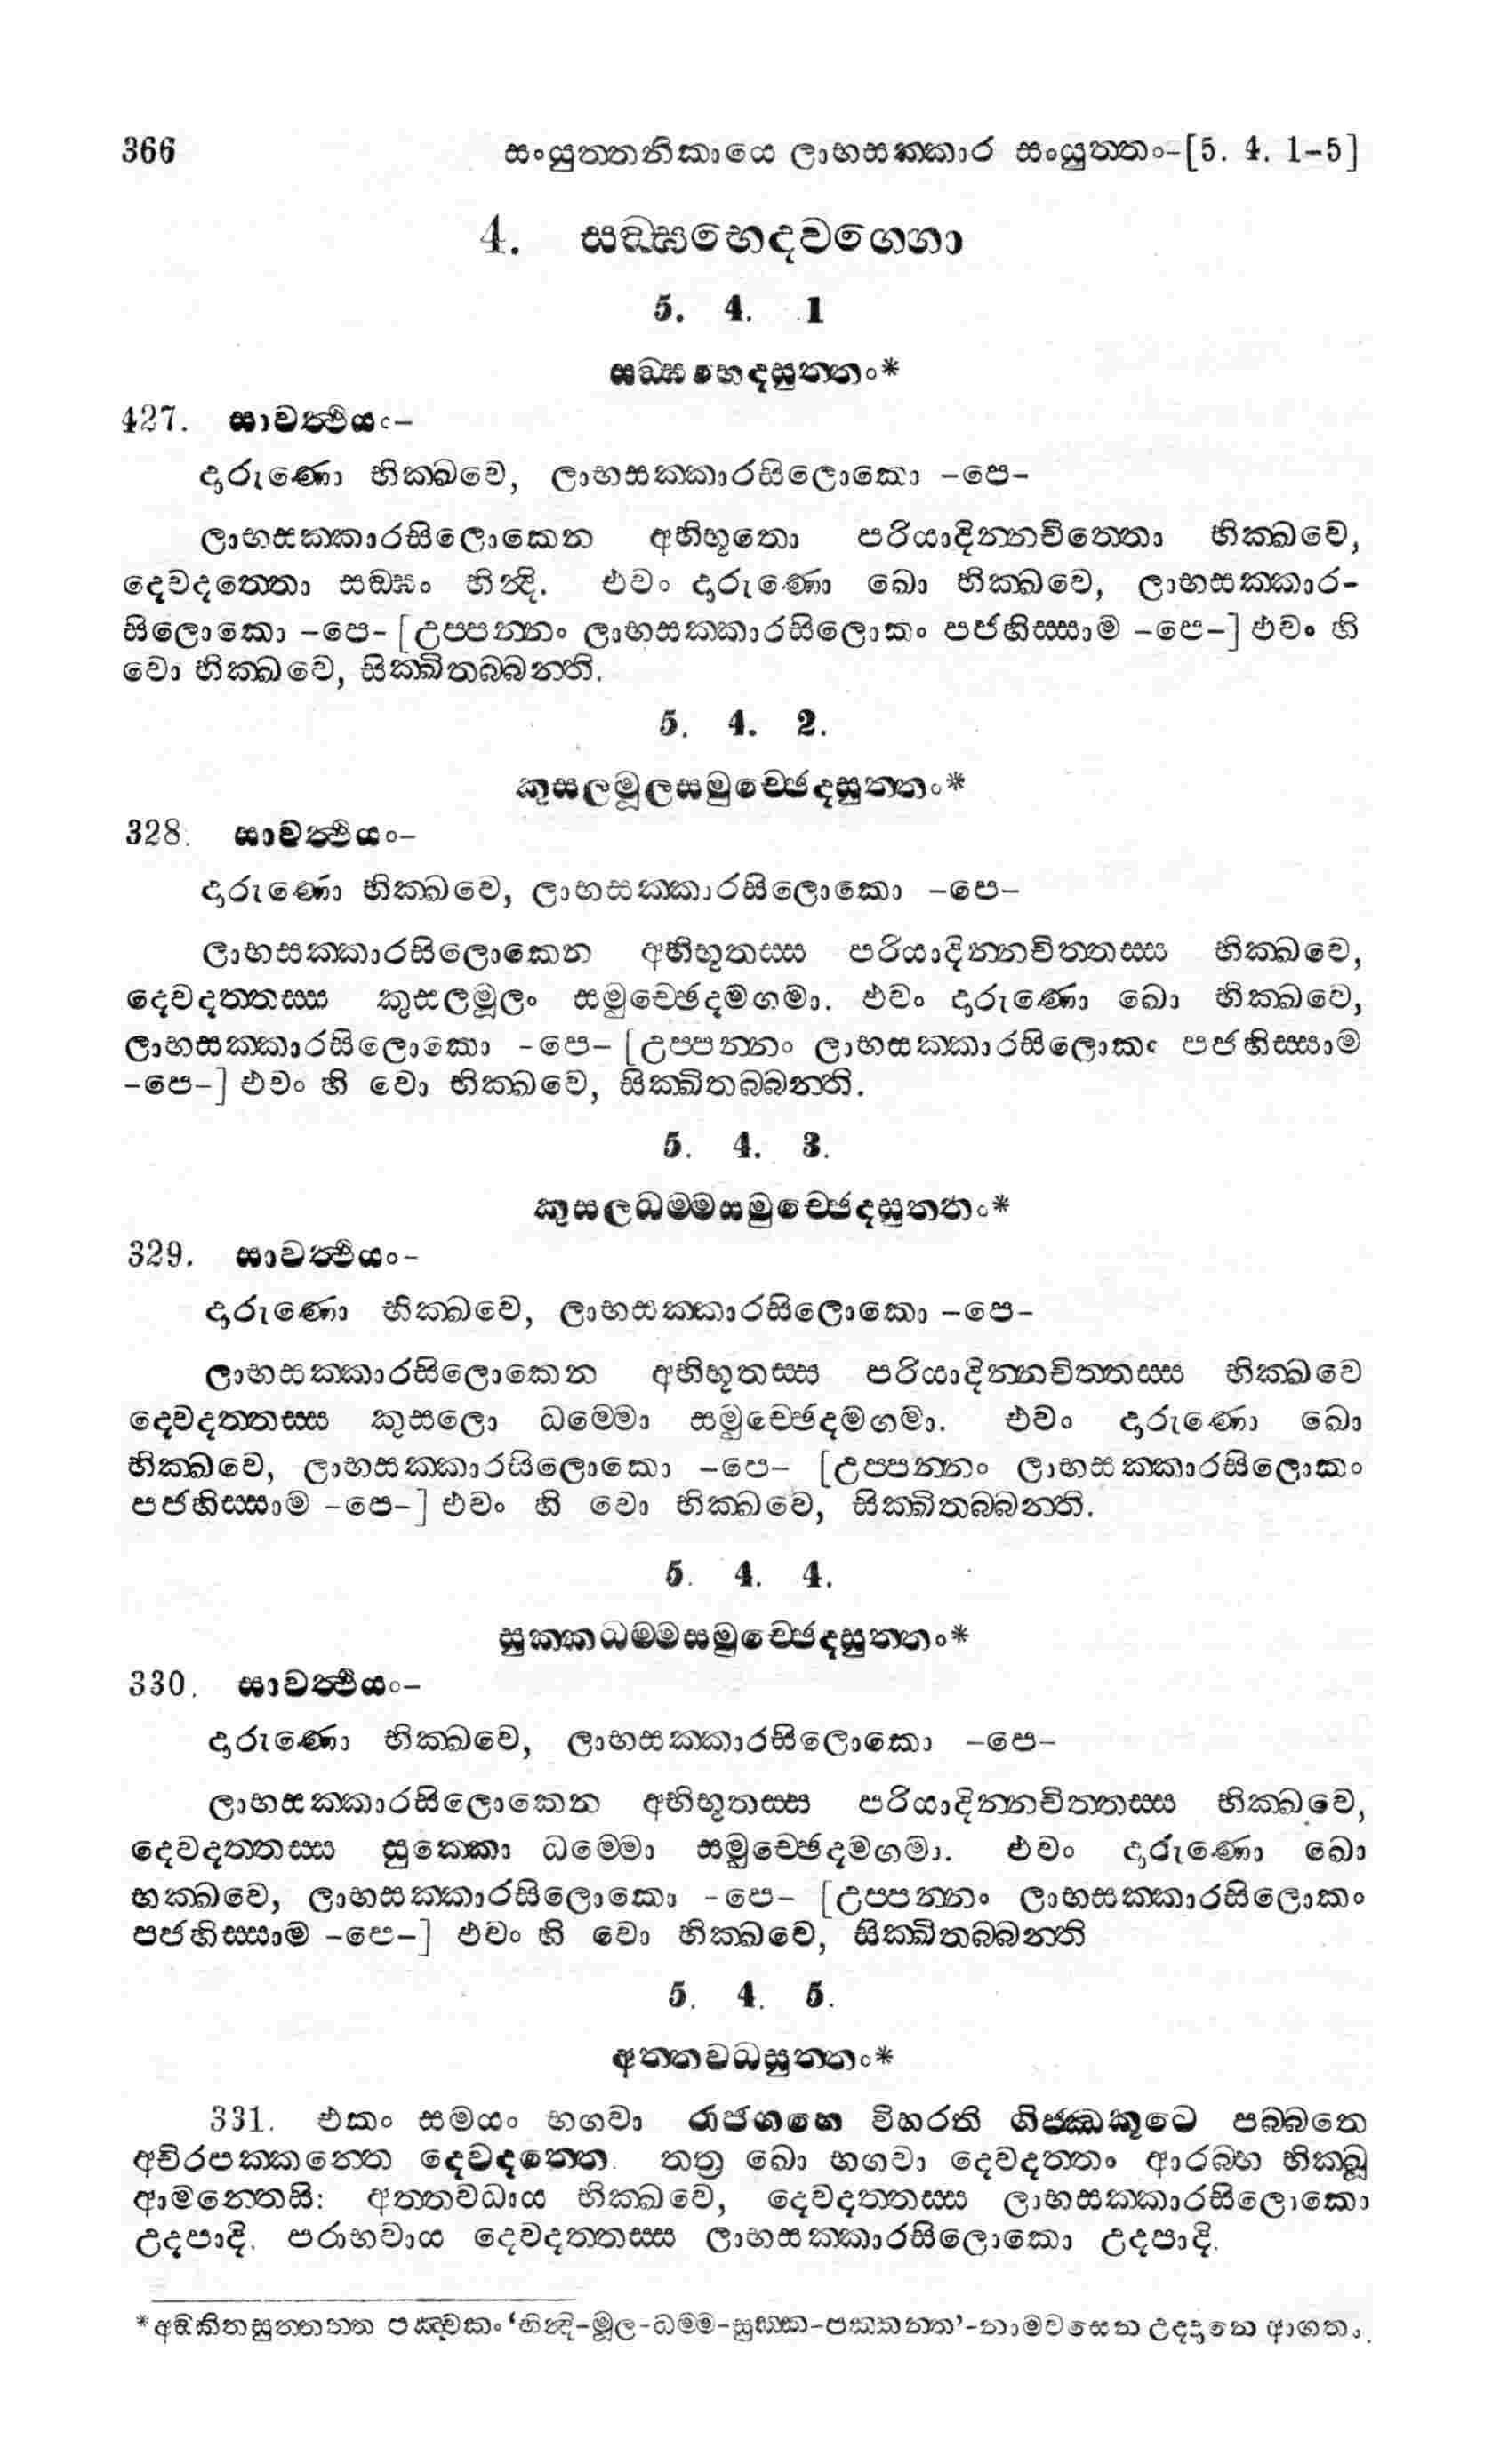 366 සංයුත්තනිකායෙ ලාභසක්කාර සංයුත්තං-[5. 4. 1-5]
4. සඞ්ඝභෙදවග්ගො
5. 4. 1
සඞ්ඝභෙදසුත්තං*
427. සාවත්ථියං-
දාරුණො භික්ඛවෙ, ලාභසක්කාරසිලොකො -පෙ-
ලාභසක්කාරසිලොකෙන අභිභූතො පරියාදින්නචිත්තො භික්ඛවෙ,
දෙවදත්තො සඞ්ඝං භින්දි. එවං දාරුණො ඛො භික්ඛවෙ, ලාභසක්කාර-
සිලොකො -පෙ- [උප්පන්නං ලාභසක්කාරසිලොකං පජහිස්සාම -පෙ-] එවං හි
වො භික්ඛවෙ, සික්ඛිතබ්බන්ති.
5. 4. 2.
කුසලමූලසමුච්ඡෙදසුත්තං*
328. සාවත්ථියං-
දාරුණො භික්ඛවෙ, ලාභසක්කාරසිලොකො -පෙ-
ලාභසක්කාරසිලොකෙන අභිභූතස්ස පරියාදින්නචිත්තස්ස භික්ඛවෙ,
දෙවදත්තස්ස කුසලමූලං සමුච්ඡෙදමගමා. එවං දාරුණො ඛො භික්ඛවෙ,
ලාභසක්කාරසිලොකො -පෙ- [උප්පන්නං ලාභසක්කාරසිලොකං පජහිස්සාම
-පෙ-] එවං හි වො භික්ඛවෙ, සික්ඛිතබ්බන්ති.
5. 4. 3.
කුසලධම්මසමුච්ඡෙදසුත්තං*
329. සාවත්ථියං-
දාරුණො භික්ඛවෙ, ලාභසක්කාරසිලොකො -පෙ-
ලාභසක්කාරසිලොකෙන අභිභූතස්ස පරියාදින්නචිත්තස්ස භික්ඛවෙ
දෙවදත්තස්ස කුසලො ධම්මො සමුච්ඡෙදමගමා. එවං දාරුණො ඛො
භික්ඛවෙ, ලාභසක්කාරසිලොකො -පෙ- [උප්පන්නං ලාභසක්කාරසිලොකං
පජහිස්සාම -පෙ-] එවං හි වො භික්ඛවෙ, සික්ඛිතබ්බන්ති.
5. 4. 4.
සුක්කධම්මසමුච්ඡෙදසුත්තං*
330. සාවත්ථියං-
දාරුණො භික්ඛවෙ, ලාභසක්කාරසිලොකො -පෙ-
ලාභසක්කාරසිලොකෙන අභිභූතස්ස පරියාදින්නචිත්තස්ස භික්ඛවෙ,
දෙවදත්තස්ස සුක්කො ධම්මො සමුච්ඡෙදමගමා. එවං දාරුණො ඛො
භක්ඛවෙ, ලාභසක්කාරසිලොකො -පෙ- [උප්පන්නං ලාභසක්කාරසිලොකං
පජහිස්සාම -පෙ-] එවං හි වො භික්ඛවෙ, සික්ඛිතබ්බන්ති
5. 4. 5.
අත්තවධසුත්තං*
331. එකං සමයං භගවා රාජගහෙ විහරති ගිජ්ඣකූටෙ පබ්බතෙ
අචිරපක්කන්තෙ දෙවදත්තෙ. තත්‍ර ඛො භගවා දෙවදත්තං ආරබ්භ භික්ඛූ
ආමන්තෙසි: අත්තවධාය භික්ඛවෙ, දෙවදත්තස්ස ලාභසක්කාරසිලොකො
උදපාදි. පරාභවාය දෙවදත්තස්ස ලාභසක්කාරසිලොකො උදපාදි.
*අඞ්කිතසුත්තන්ත පඤ්චකං ‘භින්දි-මූල-ධම්ම-සුක්ක-පක්කන්ත’-නාමවසෙන උද්දානෙ ආගතං.